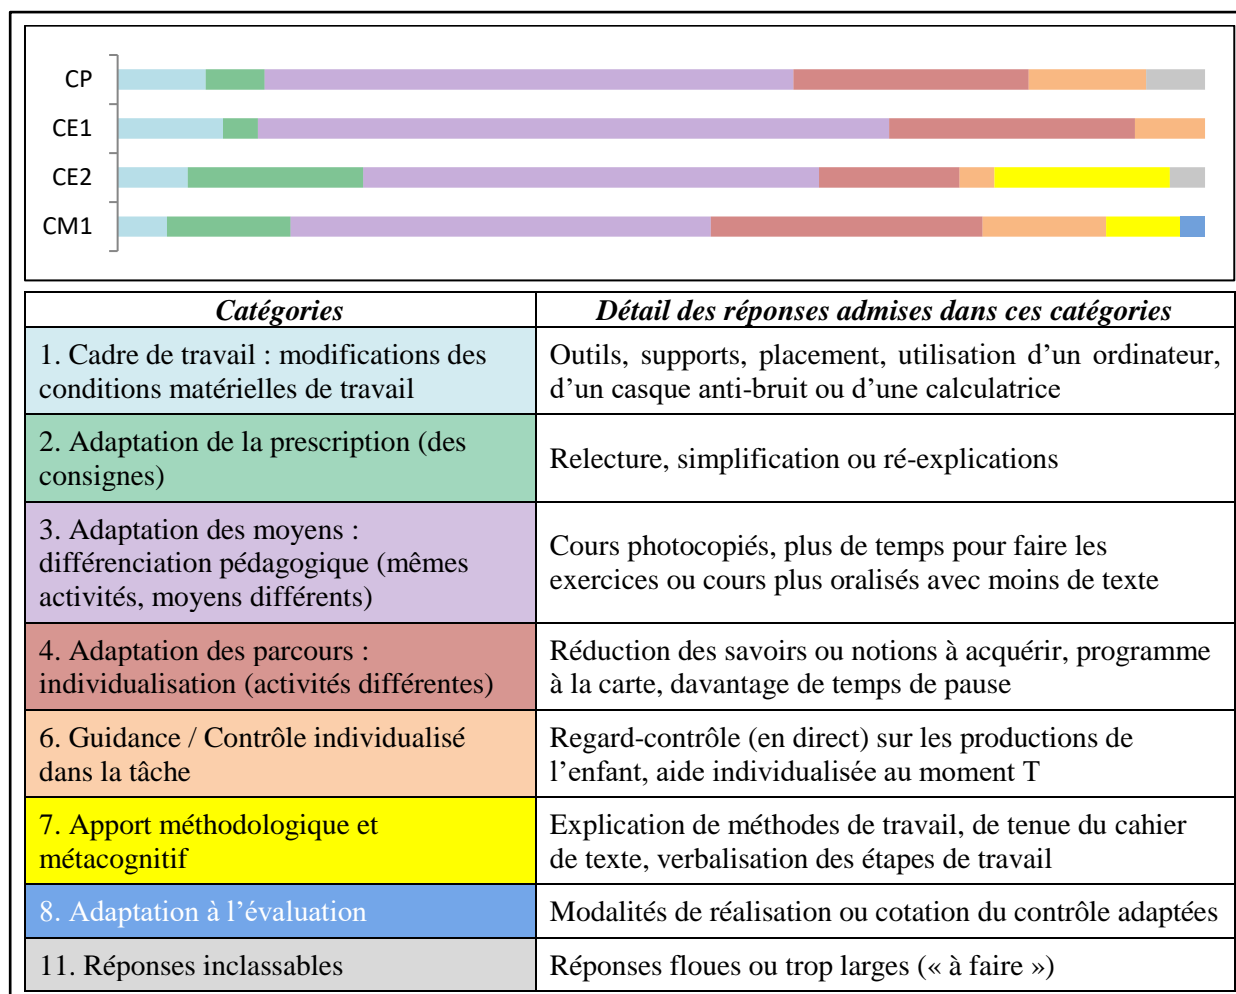 CP
CE1
CE2
CM1
Catégories
Détail des réponses admises dans ces catégories
1. Cadre de travail : modifications des
conditions matérielles de travail
Outils, supports, placement, utilisation d’un ordinateur,
d’un casque anti-bruit ou d’une calculatrice
2. Adaptation de la prescription (des
consignes)
Relecture, simplification ou ré-explications
3. Adaptation des moyens :
différenciation pédagogique (mêmes
activités, moyens différents)
Cours photocopiés, plus de temps pour faire les
exercices ou cours plus oralisés avec moins de texte
4. Adaptation des parcours :
individualisation (activités différentes)
Réduction des savoirs ou notions à acquérir, programme
à la carte, davantage de temps de pause
6. Guidance / Contrôle individualisé
dans la tâche
Regard-contrôle (en direct) sur les productions de
l’enfant, aide individualisée au moment T
7. Apport méthodologique et
métacognitif
Explication de méthodes de travail, de tenue du cahier
de texte, verbalisation des étapes de travail
8. Adaptation à l’évaluation
Modalités de réalisation ou cotation du contrôle adaptées
11. Réponses inclassables
Réponses floues ou trop larges (« à faire »)